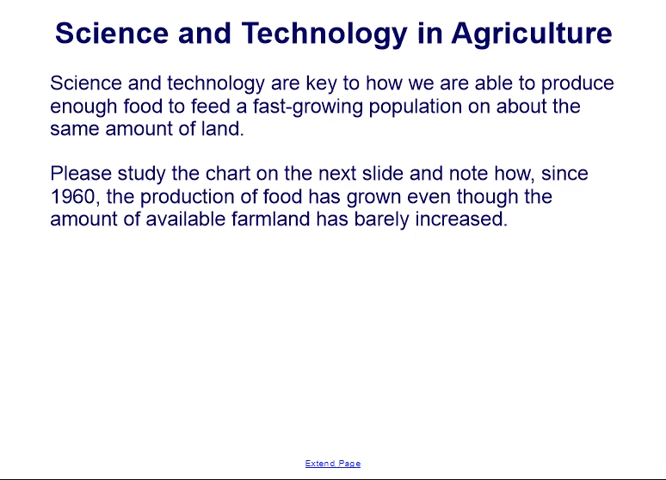 Science and Technology in Agriculture
Science and technology are key to how we are able to produce
enough food to feed a fast-growing population on about the
same amount of land.
Please study the chart on the next slide and note how, since
1960, the production of food has grown even though the
amount of available farmland has barely increased.
Extend Page